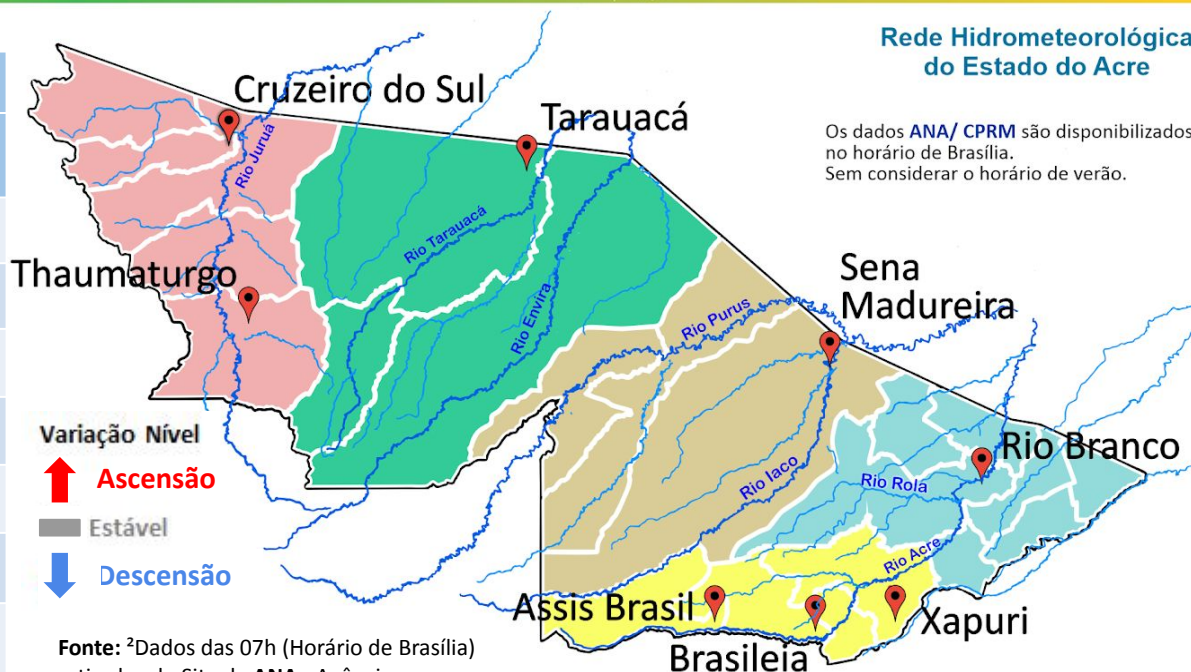 Rede Hidrometeorológica
do Estado do Acre
Os dados ANA/ CPRM são disponibilizados
no horário de Brasília.
Sem considerar o horário de verão.
Cruzeiro do Sul
Tarauacá
Rio Juruá
Rio Tarauacá
Thaumaturgo
Rio Envira
Sena
Madureira
Rio Purus
Rio Branco
Rio Iaco
Rio Rola
Rio Acre
Assis Brasil
Xapuri
Brasileia
Variação Nível
Ascensão
Estável
Descensão
Fonte: ²Dados das 07h (Horário de Brasília)